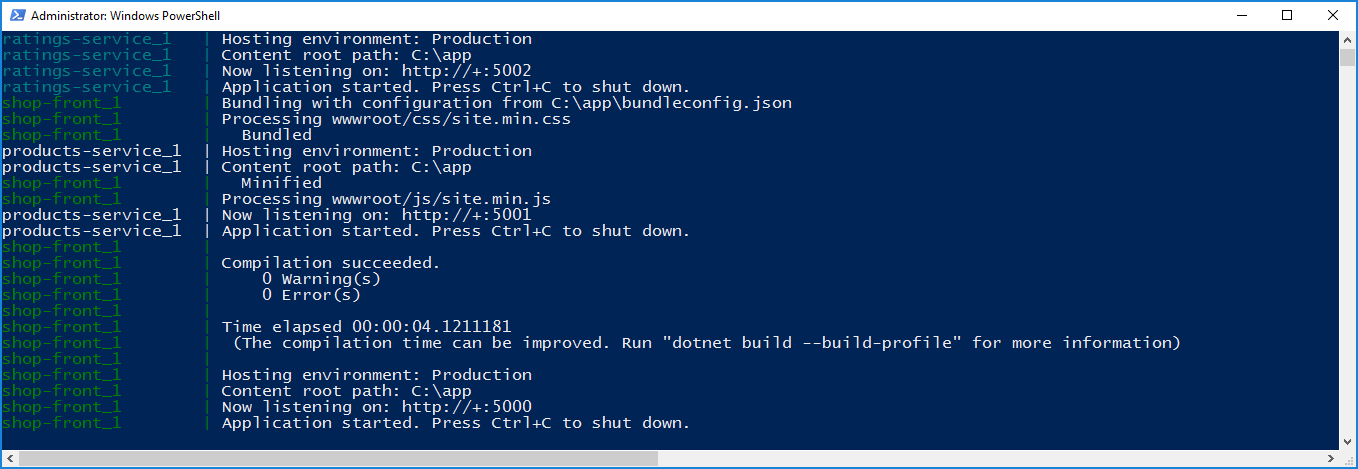 Administrator: Windows PowerShell
ratings-service_1   | Hosting environment: Production
ratings-service_1   | Content root path: C:\app
ratings-service_1   | Now listening on: http://+:5002
ratings-service_1   | Application started. Press Ctrl+C to shut down.
shop-front_1        | Bundling with configuration from C:\app\bundleconfig.json
shop-front_1        | Processing wwwroot/css/site.min.css
shop-front_1        |   Bundled
products-service_1  | Hosting environment: Production
products-service_1  | Content root path: C:\app
shop-front_1        |   Minified
shop-front_1        | Processing wwwroot/js/site.min.js
products-service_1  | Now listening on: http://+:5001
products-service_1  | Application started. Press Ctrl+C to shut down.
shop-front_1        |
shop-front_1        | Compilation succeeded.
shop-front_1        |     0 Warning(s)
shop-front_1        |     0 Error(s)
shop-front_1        |
shop-front_1        | Time elapsed 00:00:04.1211181
shop-front_1        |  (The compilation time can be improved. Run "dotnet build --build-profile" for more information)
shop-front_1        |
shop-front_1        | Hosting environment: Production
shop-front_1        | Content root path: C:\app
shop-front_1        | Now listening on: http://+:5000
shop-front_1        | Application started. Press Ctrl+C to shut down.